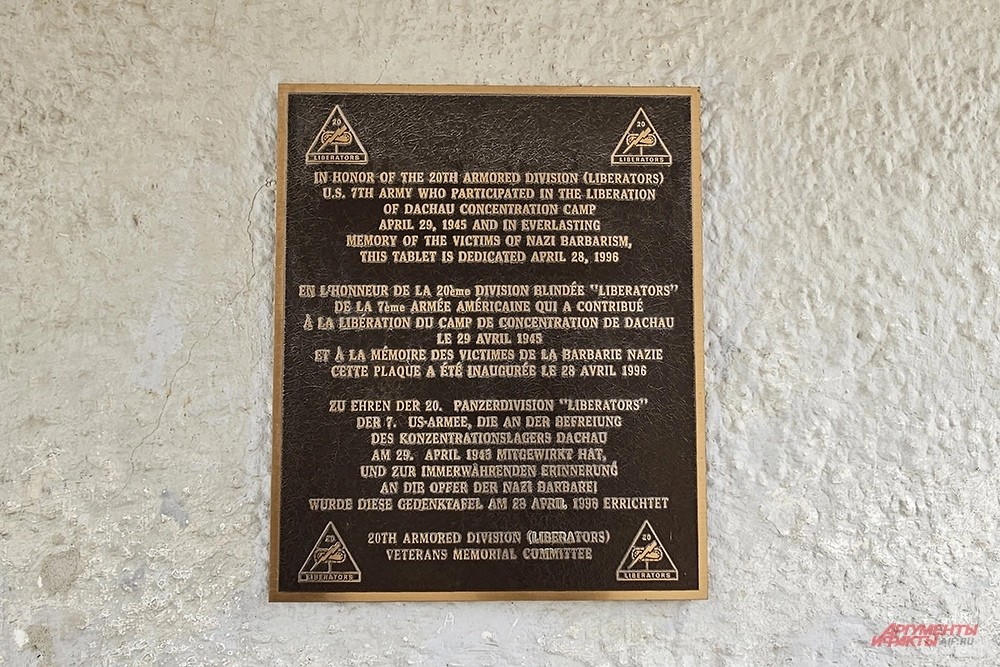 20
LIBERATORS
20
LIBERATORS
IN HONOR OF THE 20TH ARMORED DIVISION (LIBERATORS)
U.S. 7TH ARMY WHO PARTICIPATED IN THE LIBERATION
OF DACHAU CONCENTRATION CAMP
APRIL 29, 1945 AND IN EVERLASTING
MEMORY OF THE VICTIMS OF NAZI BARBARISM,
THIS TABLET IS DEDICATED APRIL 28, 1996
EN L'HONNEUR DE LA 20ème DIVISION BLINDÉE "LIBERATORS"
DE LA 7ème ARMÉE AMÉRICAINE QUI A CONTRIBUÉ
À LA LIBÉRATION DU CAMP DE CONCENTRATION DE DACHAU
LE 29 AVRIL 1945
ET À LA MÉMOIRE DES VICTIMES DE LA BARBARIE NAZIE
CETTE PLAQUE A ÉTÉ INAUGURÉE LE 28 AVRIL 1996
ZU EHREN DER 20. PANZERDIVISION "LIBERATORS"
DER 7. US-ARMEE, DIE AN DER BEFREIUNG
DES KONZENTRATIONSLAGERS DACHAU
AM 29. APRIL 1945 MITGEWIRKT HAT,
UND ZUR IMMERWÄHRENDEN ERINNERUNG
AN DIE OPFER DER NAZI BARBAREI
WURDE DIESE GEDENKTAFEL AM 28 APRIL 1996 ERRICHTET
20TH ARMORED DIVISION (LIBERATORS)
VETERANS MEMORIAL COMMITTEE
20
LIBERATORS
20
LIBERATORS
АРГУМЕНТЫ
И ФАКТЫ AIF.RU